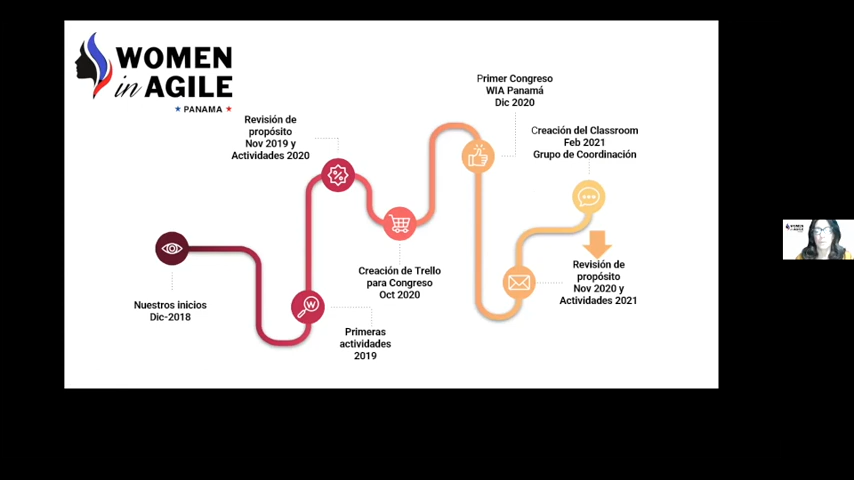 WOMEN
in AGILE
PANAMA
Primer Congreso
WIA Panamá
Dic 2020
Revisión de
propósito
Nov 2019 y
Actividades 2020
Creación del Classroom
Feb 2021
Grupo de Coordinación
Creación de Trello
para Congreso
Oct 2020
Revisión de
propósito
Nov 2020 y
Actividades 2021
Nuestros inicios
Dic-2018
W
Primeras
actividades
2019